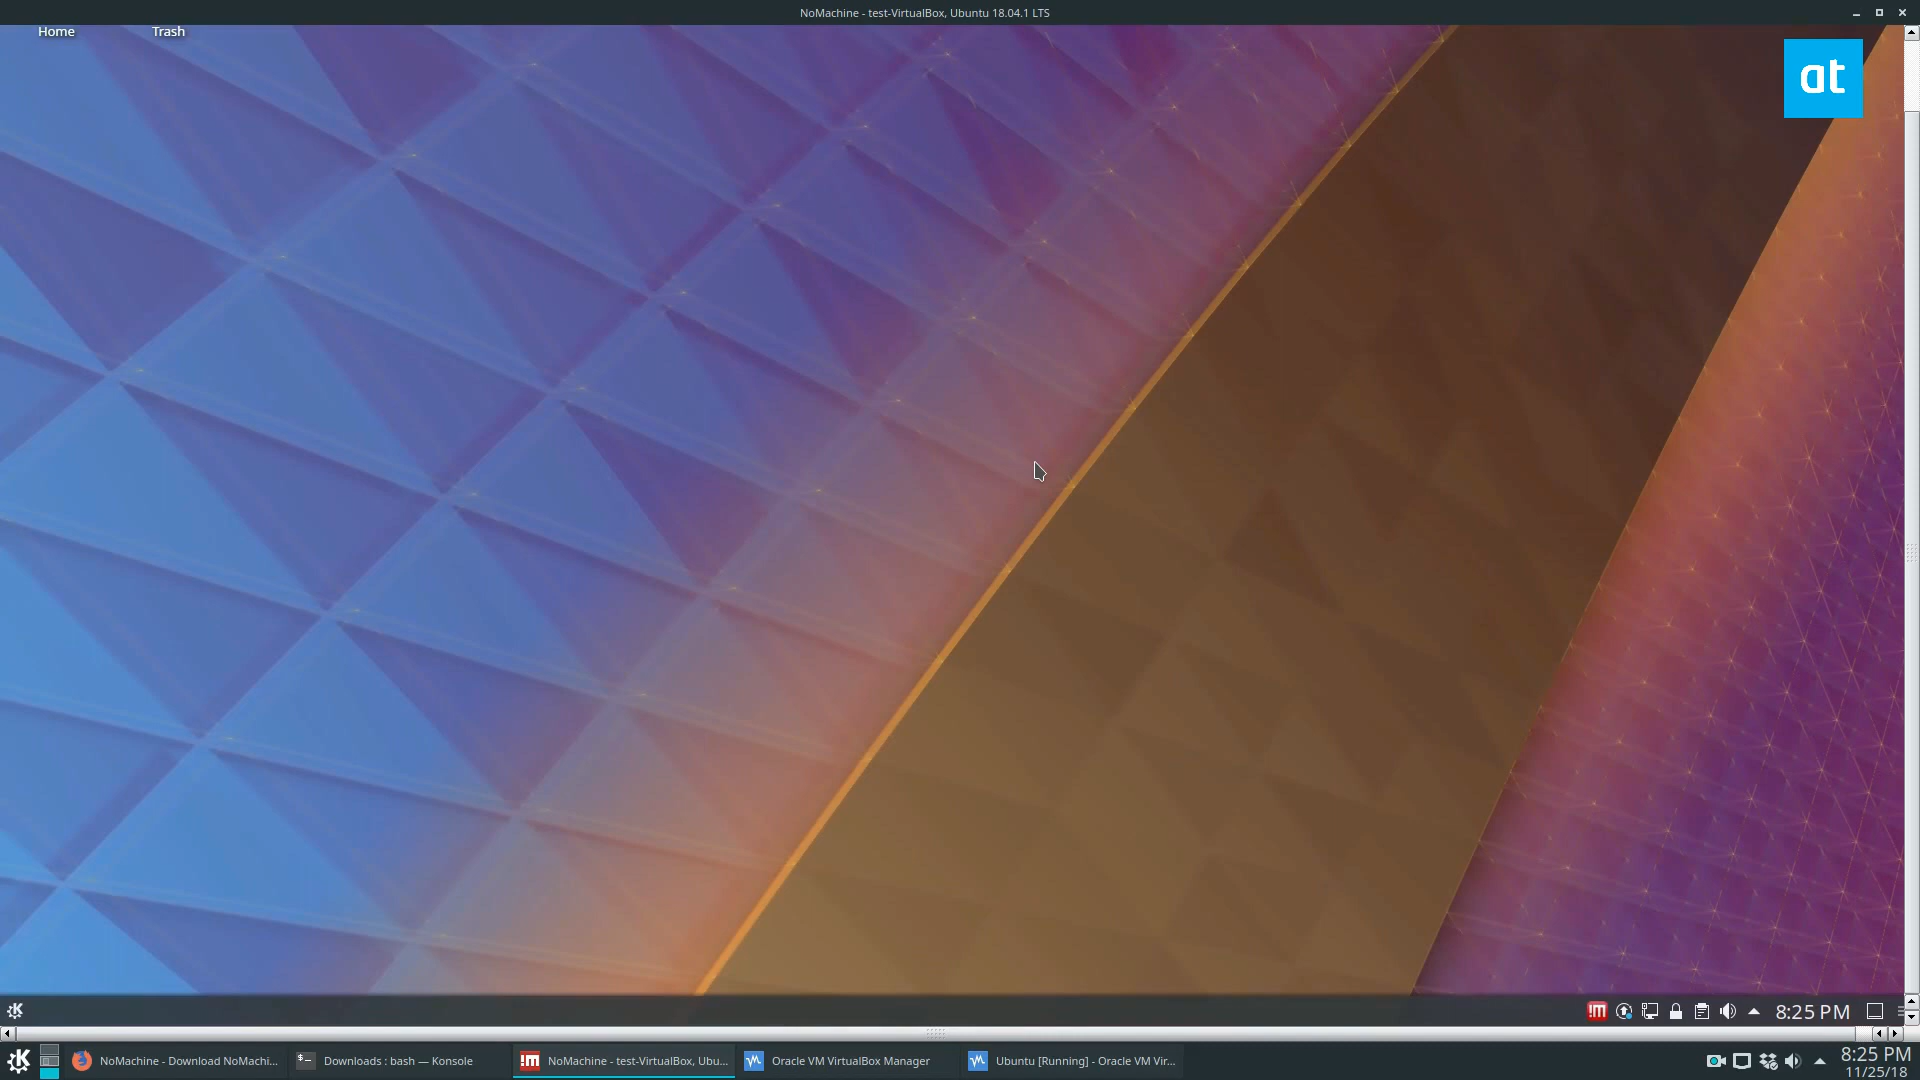 NoMachine - test-VirtualBox, Ubuntu 18.04.1 LTS
Home
Trash
at
!M
8:25 PM
NoMachine - Download NoMachi...
Downloads : bash — Konsole
!M
NoMachine - test-VirtualBox, Ubu...
Oracle VM VirtualBox Manager
Ubuntu [Running] - Oracle VM Vir...
8:25 PM
11/25/18